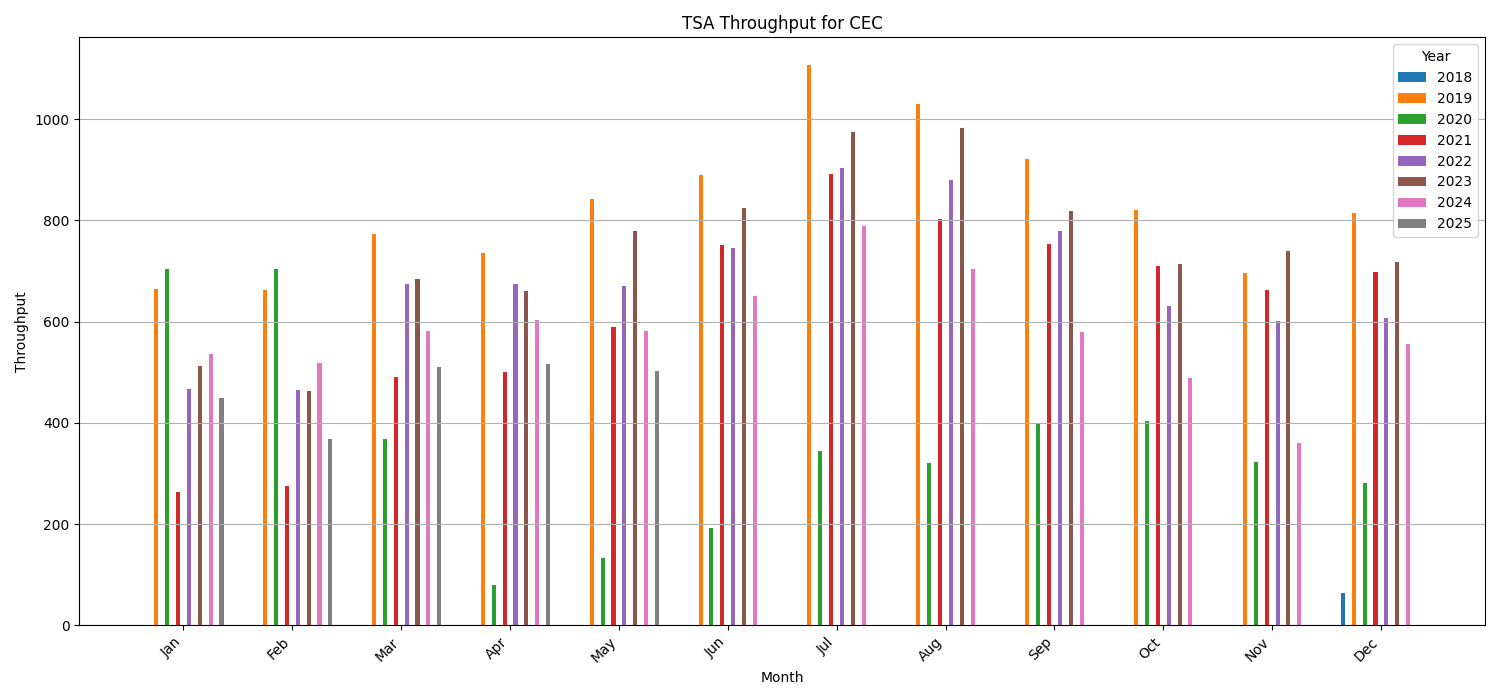 TSA Throughput for CEC
Year
2018
2019
2020
2021
2022
2023
2024
2025
Throughput
1000
800
600
400
200
0
Jan
Feb
Mar
Apr
May
Jun
Jul
Aug
Sep
Oct
Nov
Dec
Month